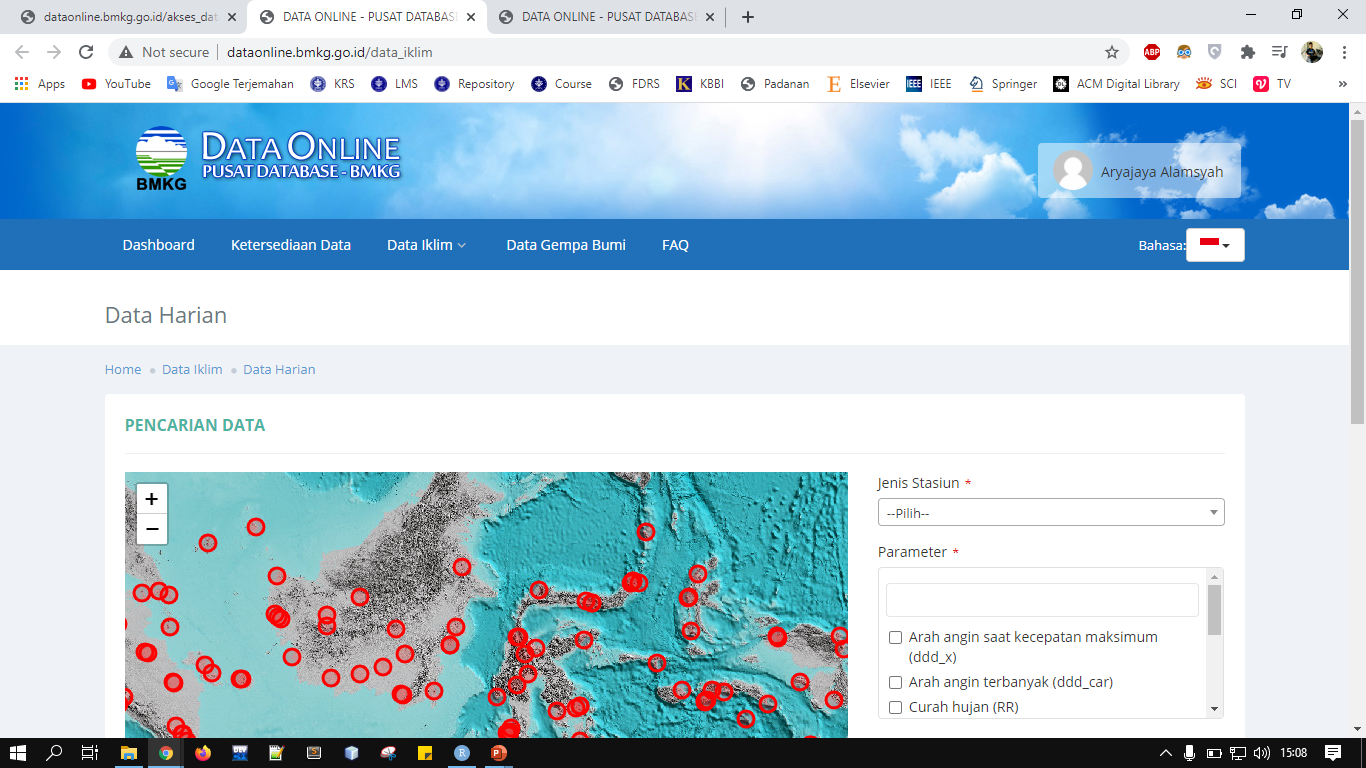 dataonline.bmkg.go.id/akses_dat
DATA ONLINE - PUSAT DATABASE
DATA ONLINE - PUSAT DATABASE
Not secure
dataonline.bmkg.go.id/data_iklim
ABP
Apps
YouTube
Google Terjemahan
KRS
LMS
Repository
Course
FDRS
KBBI
Padanan
Elsevier
IEEE
Springer
ACM Digital Library
SCI
TV
»
BMKG
DATA ONLINE
PUSAT DATABASE - BMKG
Aryajaya Alamsyah
Dashboard
Ketersediaan Data
Data Iklim
Data Gempa Bumi
FAQ
Bahasa:
Data Harian
Home
Data Iklim
Data Harian
PENCARIAN DATA
+
−
Jenis Stasiun *
--Pilih--
Parameter *
Arah angin saat kecepatan maksimum
(ddd_x)
Arah angin terbanyak (ddd_car)
Curah hujan (RR)
15:08